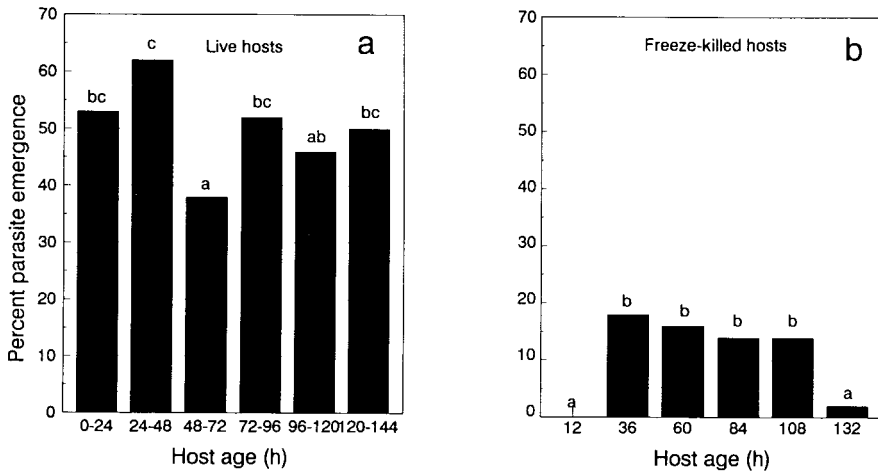 70
60
50
40
30
20
10
0
Percent parasite emergence
Live hosts
a
bc
c
a
bc
ab
bc
0-24 24-48 48-72 72-96 96-120 120-144
Host age (h)
70
60
50
40
30
20
10
0
Freeze-killed hosts
b
a
b
b
b
b
a
12 36 60 84 108 132
Host age (h)